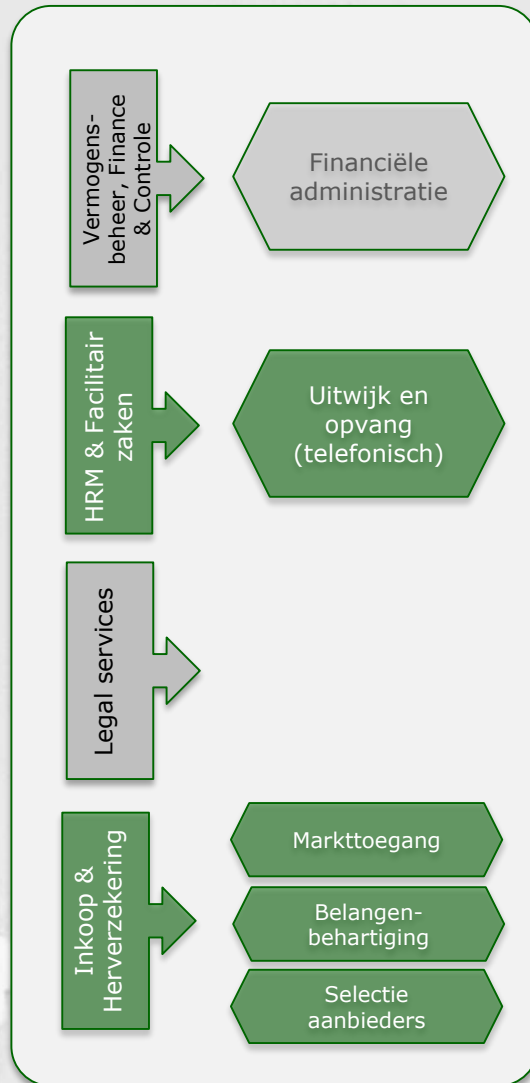 Vermogens-
beheer, Finance
& Controle
Financiële
administratie
HRM & Facilitair
zaken
Uitwijk en
opvang
(telefonisch)
Legal services
Inkoop &
Herverzekering
Markttoegang
Belangen-
behartiging
Selectie
aanbieders